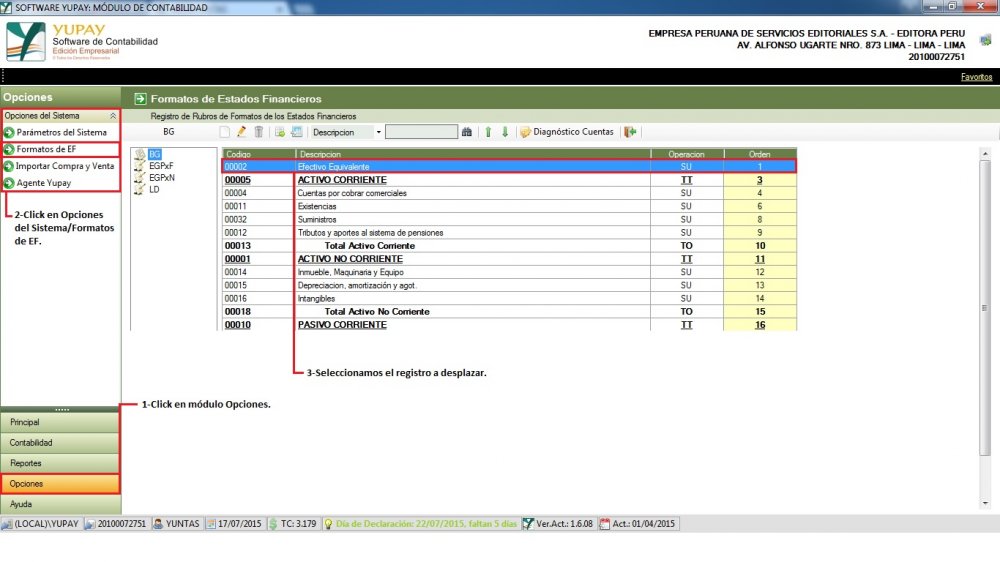 SOFTWARE YUPAY: MÓDULO DE CONTABILIDAD
YUPAY
Software de Contabilidad
Edición Empresarial
EMPRESA PERUANA DE SERVICIOS EDITORIALES S.A. - EDITORA PERU
AV. ALFONSO UGARTE NRO. 873 LIMA - LIMA - LIMA
20100072751
Favoritos
Opciones
Opciones del Sistema
Parámetros del Sistema
Formatos de EF
Importar Compra y Venta
Agente Yupay
2-Click en Opciones
del Sistema/Formatos
de EF.
Formatos de Estados Financieros
Registro de Rubros de Formatos de los Estados Financieros
BG Descripcion Diagnóstico Cuentas
BG
EGPxF
EGPxN
LD
Codigo Descripcion Operacion Orden
00002 Efectivo Equivalente SU 1
00005 ACTIVO CORRIENTE TT 3
00004 Cuentas por cobrar comerciales SU 4
00011 Existencias SU 6
00032 Suministros SU 8
00012 Tributos y aportes al sistema de pensiones SU 9
00013 Total Activo Corriente TO 10
00001 ACTIVO NO CORRIENTE TT 11
00014 Inmueble, Maquinaria y Equipo SU 12
00015 Depreciacion, amortización y agot. SU 13
00016 Intangibles SU 14
00018 Total Activo No Corriente TO 15
00010 PASIVO CORRIENTE TT 16
3-Seleccionamos el registro a desplazar.
1-Click en módulo Opciones.
Principal
Contabilidad
Reportes
Opciones
Ayuda
(LOCAL)\YUPAY 20100072751 YUNTAS 17/07/2015 TC: 3.179 Día de Declaración: 22/07/2015, faltan 5 días Ver.Act.: 1.6.08 Act.: 01/04/2015